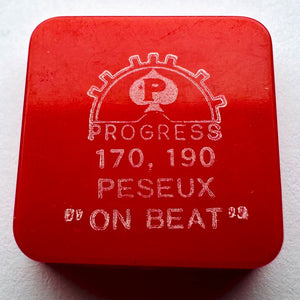 P
PROGRESS
170, 190
PESEUX
"ON BEAT"